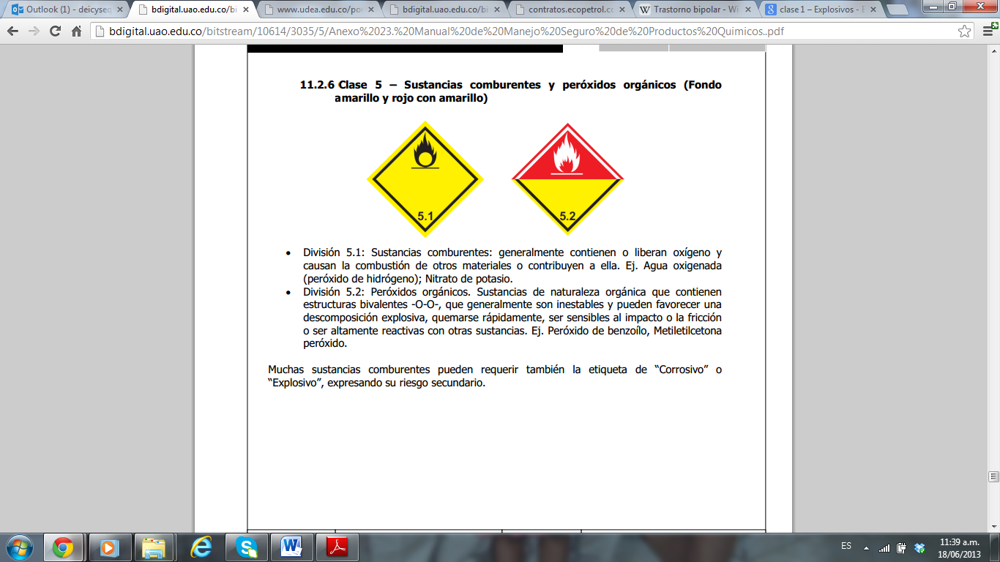 Outlook (1) - deicyseq
bdigital.uao.edu.co/bi
www.udea.edu.co/po
bdigital.uao.edu.co/bi
contratos.ecopetrol.co
Trastorno bipolar - Wi
clase 1 – Explosivos - E
bdigital.uao.edu.co/bitstream/10614/3035/5/Anexo%2023.%20Manual%20de%20Manejo%20Seguro%20de%20Productos%20Quimicos..pdf
11.2.6 Clase 5 – Sustancias comburentes y peróxidos orgánicos (Fondo
amarillo y rojo con amarillo)
5.1
5.2
• División 5.1: Sustancias comburentes: generalmente contienen o liberan oxígeno y
causan la combustión de otros materiales o contribuyen a ella. Ej. Agua oxigenada
(peróxido de hidrógeno); Nitrato de potasio.
• División 5.2: Peróxidos orgánicos. Sustancias de naturaleza orgánica que contienen
estructuras bivalentes -O-O-, que generalmente son inestables y pueden favorecer una
descomposición explosiva, quemarse rápidamente, ser sensibles al impacto o la fricción
o ser altamente reactivas con otras sustancias. Ej. Peróxido de benzoílo, Metiletilcetona
peróxido.
Muchas sustancias comburentes pueden requerir también la etiqueta de “Corrosivo” o
“Explosivo”, expresando su riesgo secundario.
ES
11:39 a.m.
18/06/2013